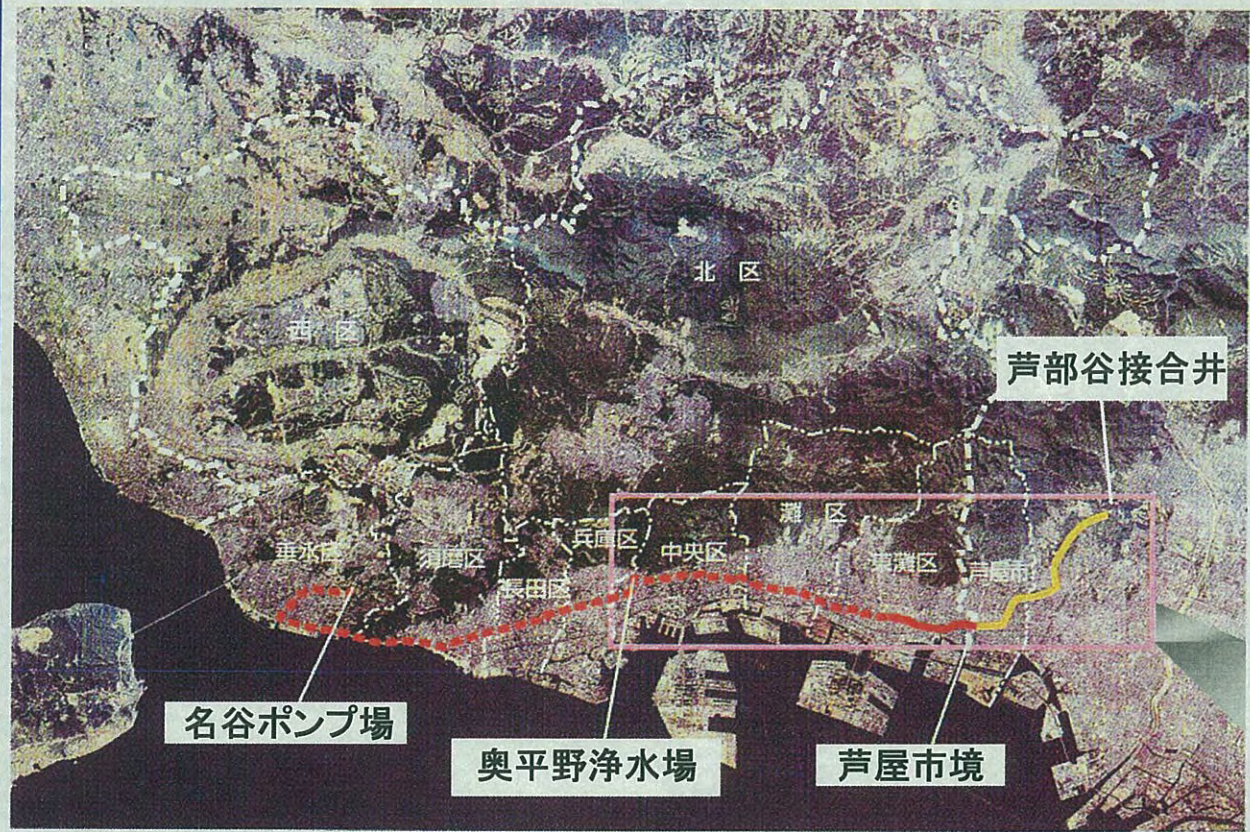 北 区
西 区
芦部谷接合井
灘 区
兵庫区
中央区
垂水区
須磨区
東灘区
芦屋市
長田区
名谷ポンプ場
奥平野浄水場
芦屋市境